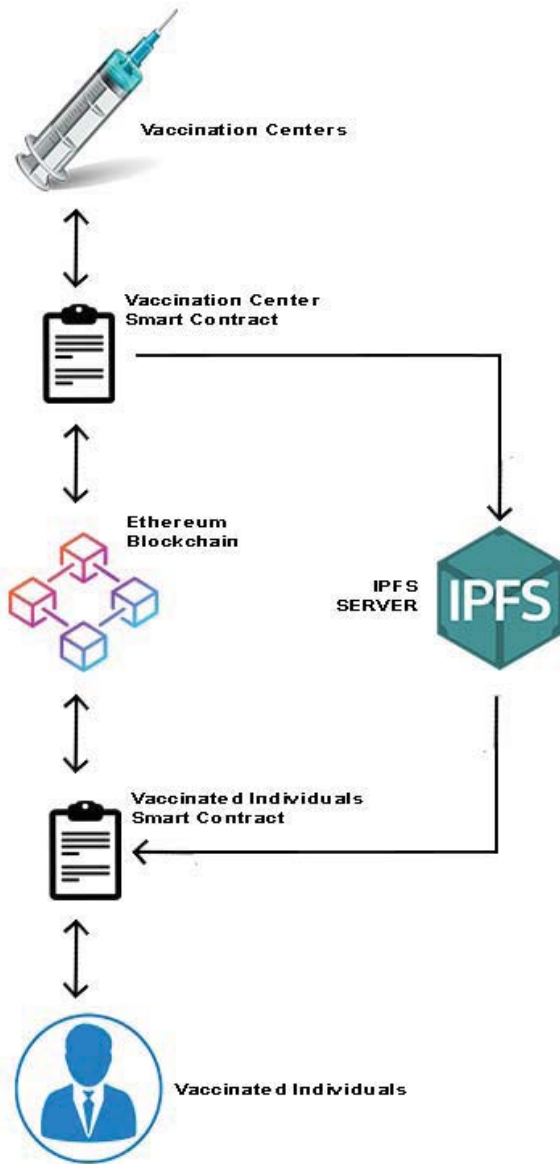 Vaccination Centers
Vaccination Center
Smart Contract
Ethereum
Blockchain
IPFS
SERVER
IPFS
Vaccinated Individuals
Smart Contract
Vaccinated Individuals